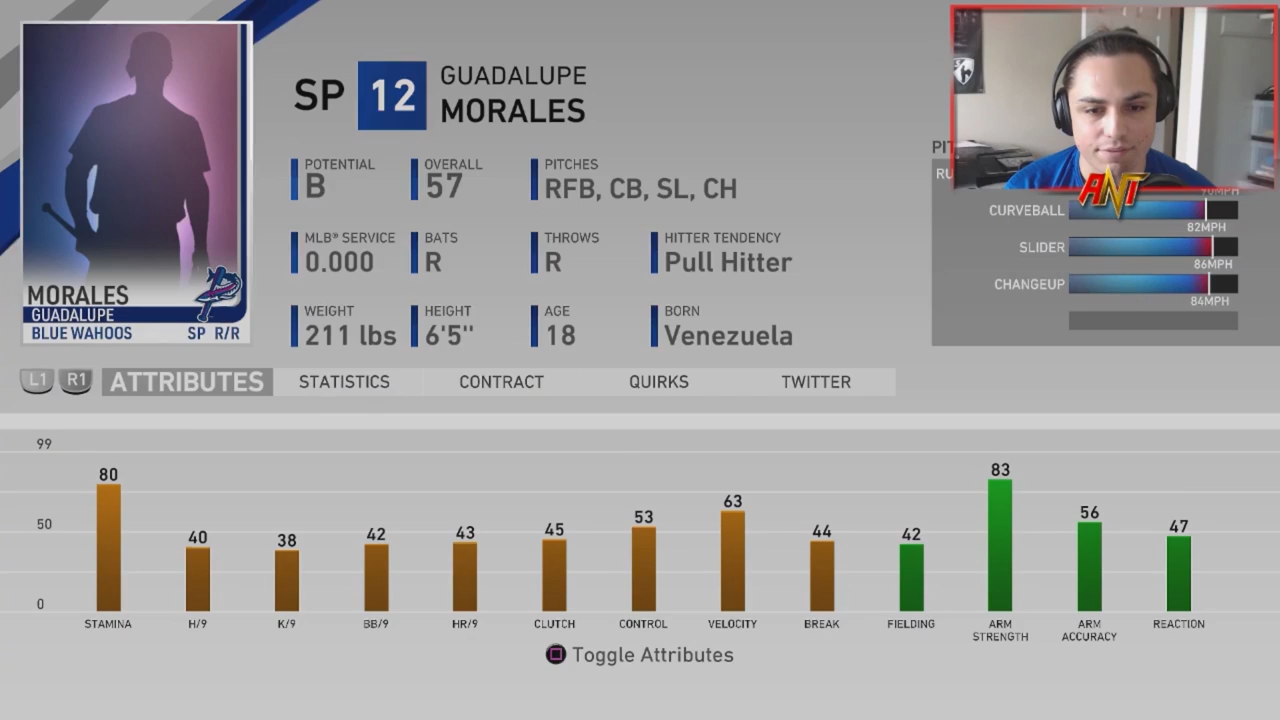 SP 12 GUADALUPE
MORALES
POTENTIAL
B
OVERALL
57
PITCHES
RFB, CB, SL, CH
MLB® SERVICE
0.000
BATS
R
THROWS
R
HITTER TENDENCY
Pull Hitter
WEIGHT
211 lbs
HEIGHT
6'5"
AGE
18
BORN
Venezuela
MORALES
GUADALUPE
BLUE WAHOOS SP R/R
ANT
90MPH
CURVEBALL
82MPH
SLIDER
86MPH
CHANGEUP
84MPH
L1 R1 ATTRIBUTES STATISTICS CONTRACT QUIRKS TWITTER
99
50
0
80 40 38 42 43 45 53 63 44 42 83 56 47
STAMINA H/9 K/9 BB/9 HR/9 CLUTCH CONTROL VELOCITY BREAK FIELDING ARM STRENGTH ARM ACCURACY REACTION
Toggle Attributes